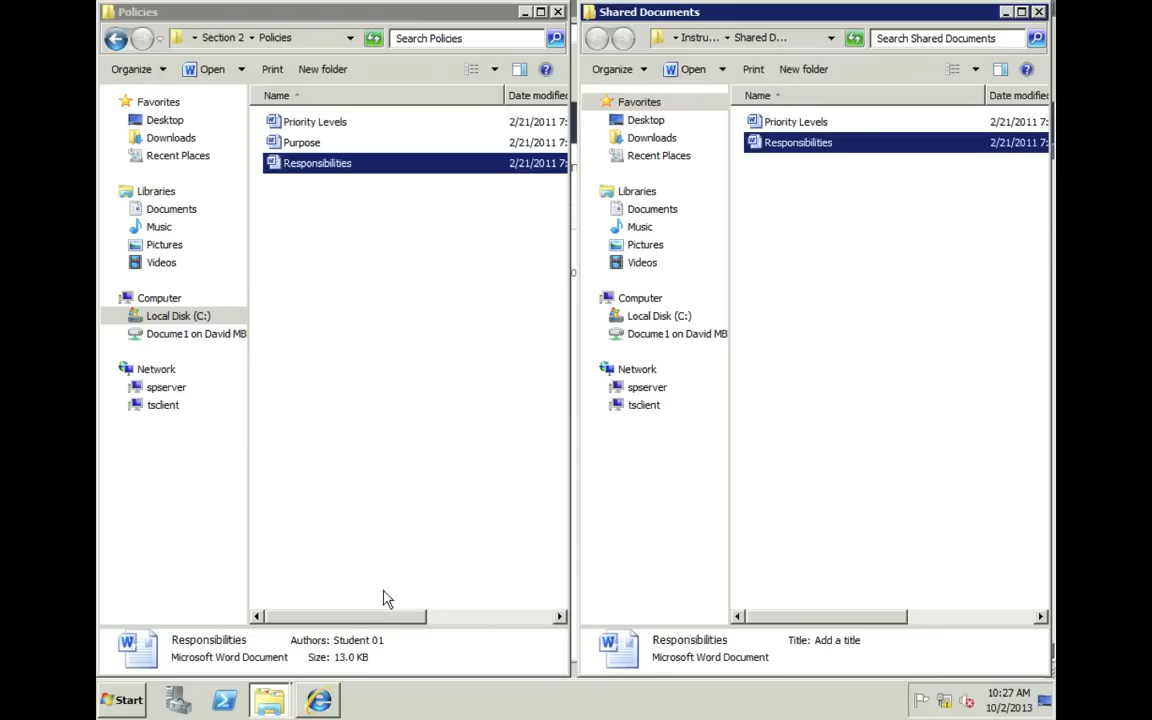 Policies
Section 2 Policies
Search Policies
Organize Open Print New folder
Name Date modified
Favorites
Desktop
Downloads
Recent Places
Libraries
Documents
Music
Pictures
Videos
Computer
Local Disk (C:)
Docume1 on David MB
Network
spserver
tsclient
Priority Levels 2/21/2011 7:
Purpose 2/21/2011 7:
Responsibilities 2/21/2011 7:
Responsibilities Authors: Student 01
Microsoft Word Document Size: 13.0 KB
Shared Documents
Instru... Shared D...
Search Shared Documents
Organize Open Print New folder
Name Date modified
Favorites
Desktop
Downloads
Recent Places
Libraries
Documents
Music
Pictures
Videos
Computer
Local Disk (C:)
Docume1 on David MB
Network
spserver
tsclient
Priority Levels 2/21/2011 7:
Responsibilities 2/21/2011 7:
Responsibilities Title: Add a title
Microsoft Word Document
Start
10:27 AM
10/2/2013